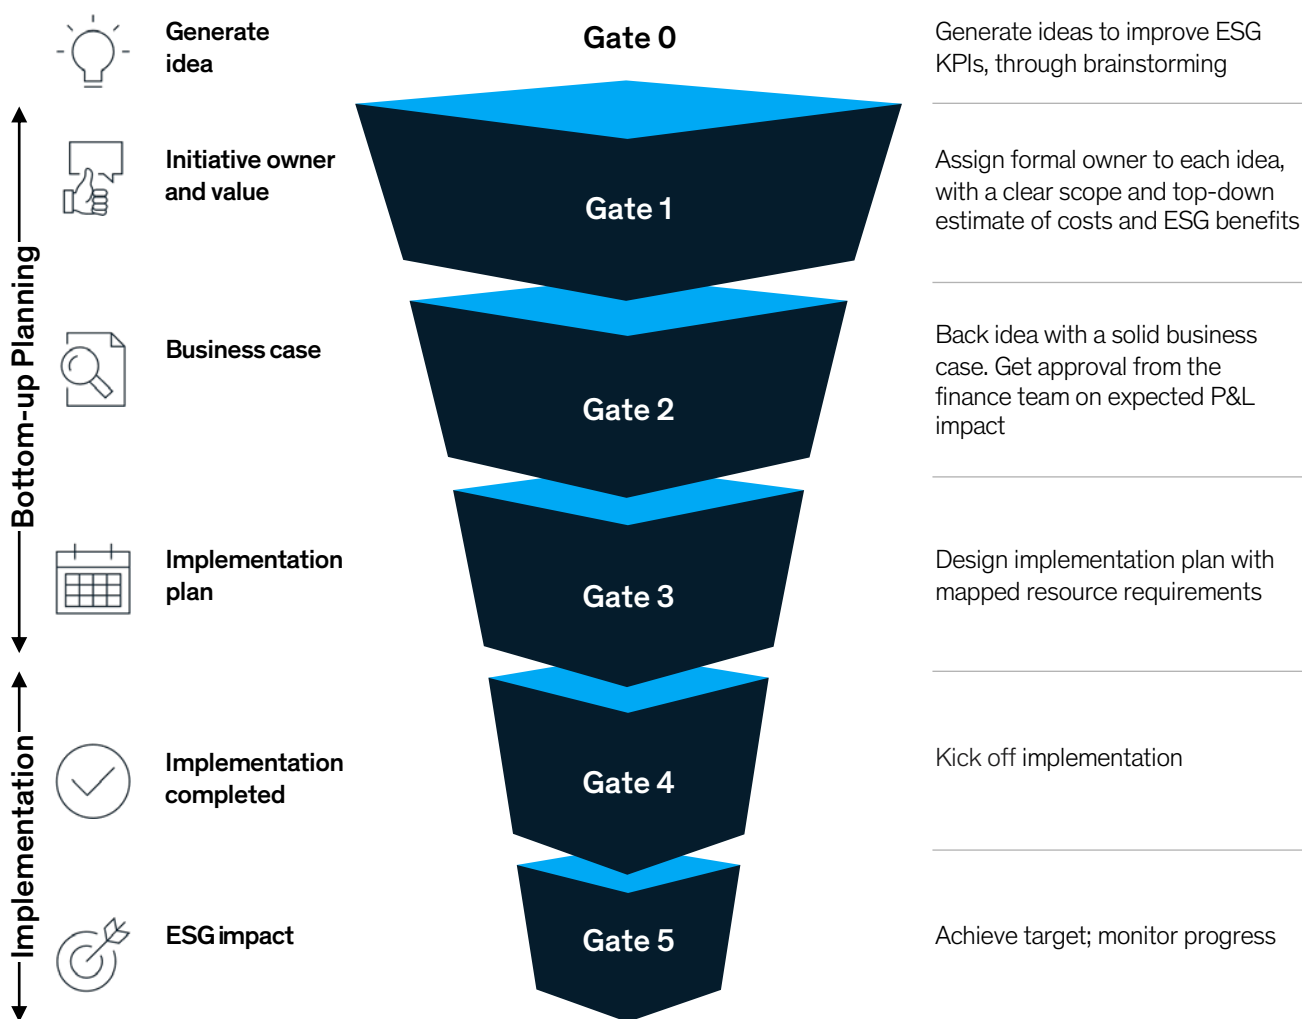 Generate
idea
Gate 0
Generate ideas to improve ESG
KPIs, through brainstorming
Bottom-up Planning
Initiative owner
and value
Gate 1
Assign formal owner to each idea,
with a clear scope and top-down
estimate of costs and ESG benefits
Business case
Gate 2
Back idea with a solid business
case. Get approval from the
finance team on expected P&L
impact
Implementation
plan
Gate 3
Design implementation plan with
mapped resource requirements
Implementation
Implementation
completed
Gate 4
Kick off implementation
ESG impact
Gate 5
Achieve target; monitor progress